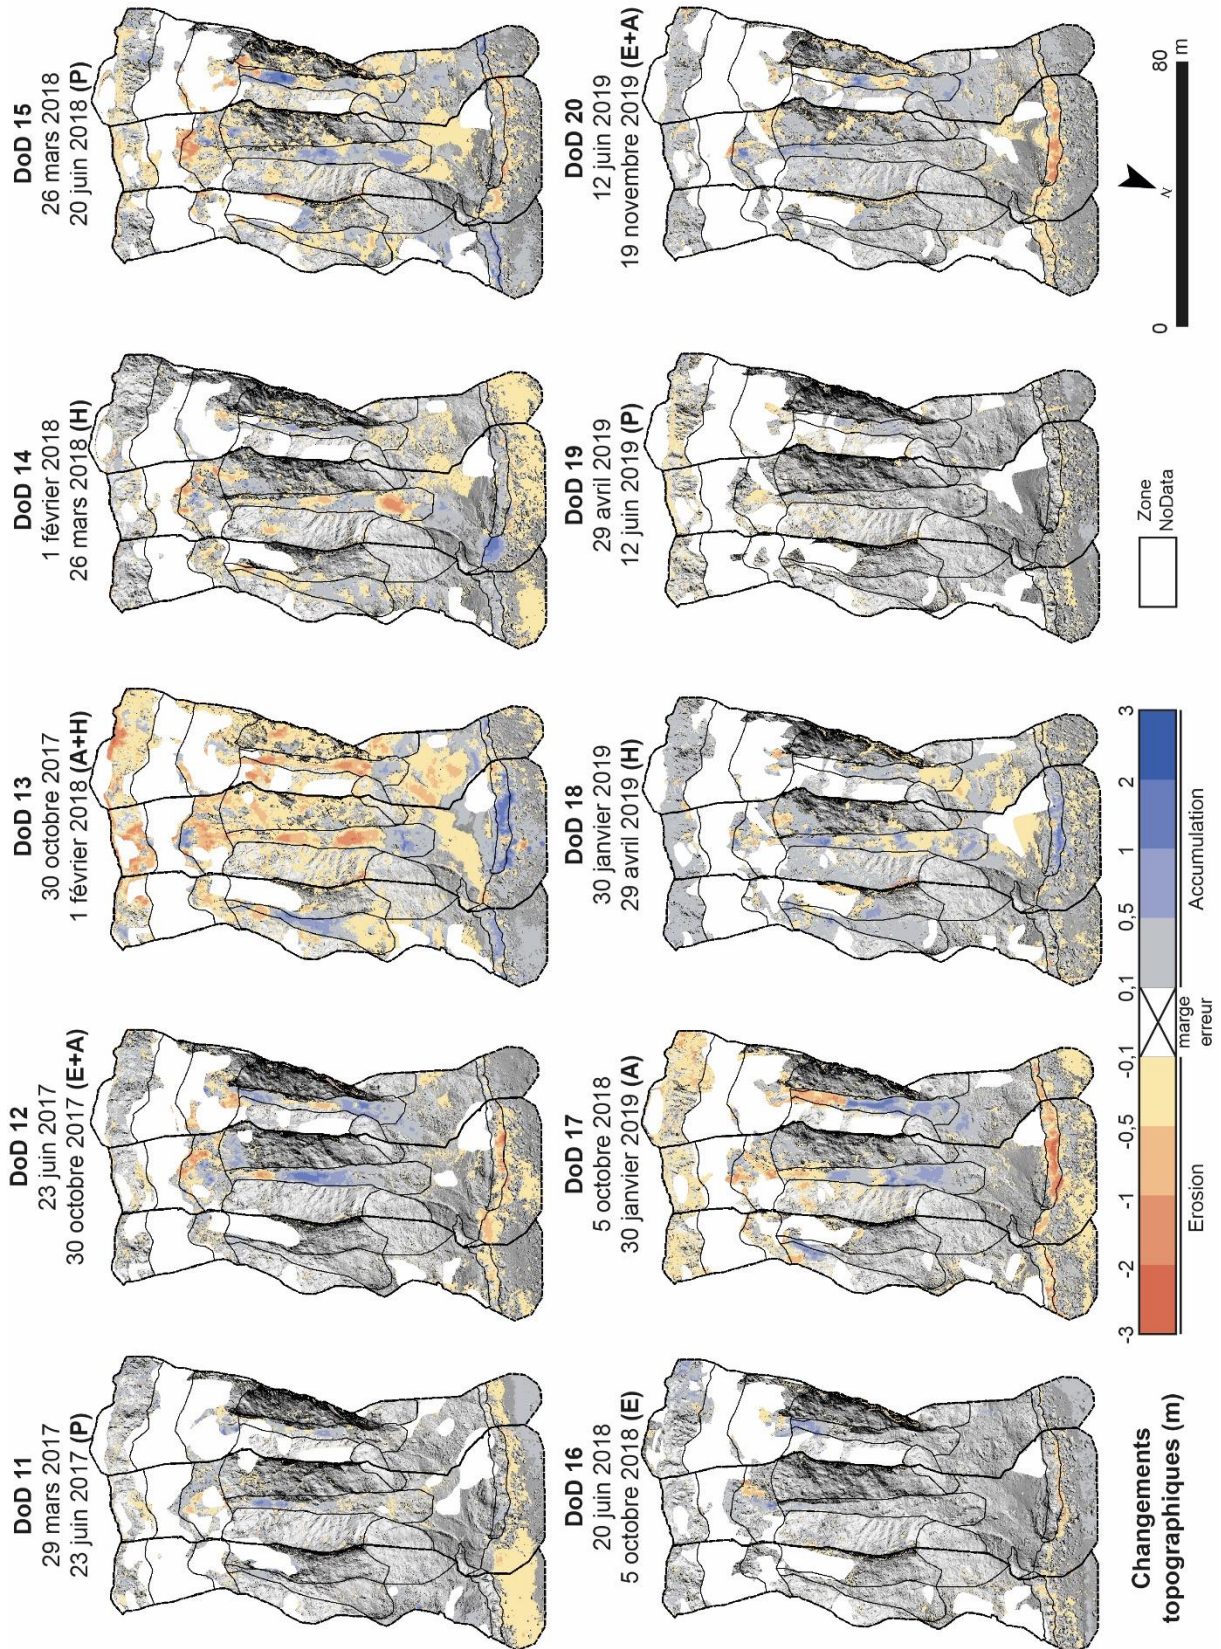 DoD 11
29 mars 2017
23 juin 2017 (P)
DoD 12
23 juin 2017
30 octobre 2017 (E+A)
DoD 13
30 octobre 2017
1 février 2018 (A+H)
DoD 14
1 février 2018
26 mars 2018 (H)
DoD 15
26 mars 2018
20 juin 2018 (P)
DoD 16
20 juin 2018
5 octobre 2018 (E)
DoD 17
5 octobre 2018
30 janvier 2019 (A)
DoD 18
30 janvier 2019
29 avril 2019 (H)
DoD 19
29 avril 2019
12 juin 2019 (P)
DoD 20
12 juin 2019
19 novembre 2019 (E+A)
Changements
topographiques (m)
-3 -2 -1 -0,5 -0,1 0,1 0,5 1 2 3
Erosion
marge
erreur
Accumulation
Zone
NoData
N
0 80
m